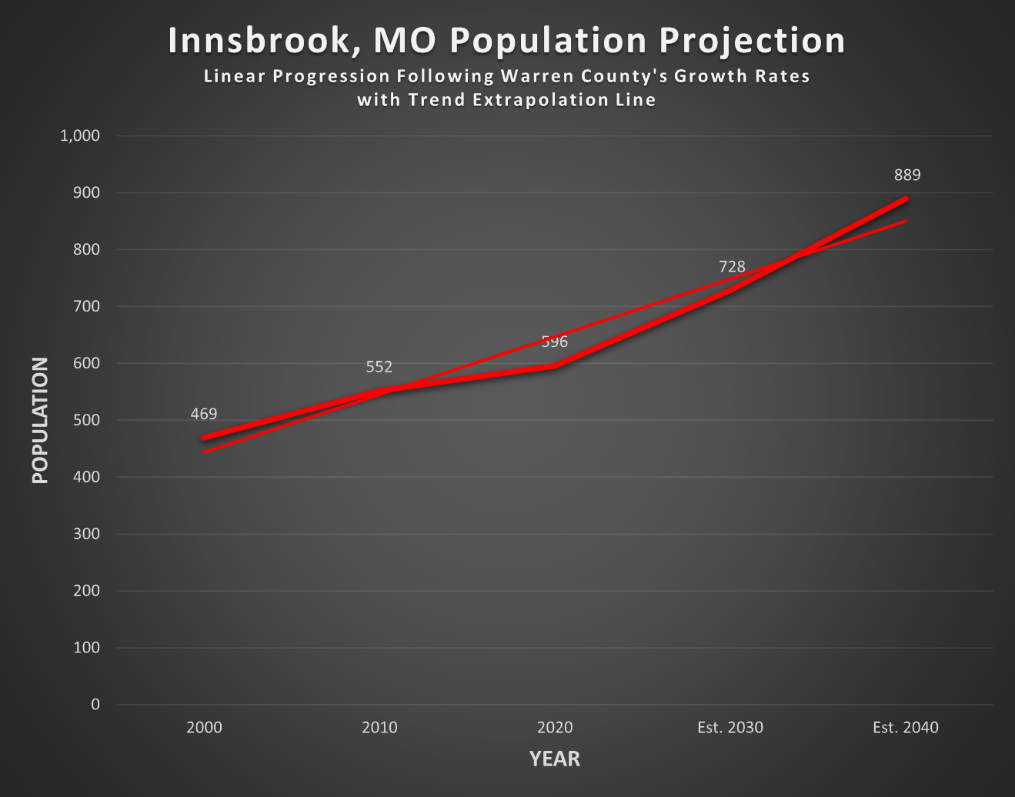 Innsbrook, MO Population Projection
Linear Progression Following Warren County's Growth Rates
with Trend Extrapolation Line
1,000
900
800
700
600
500
400
300
200
100
0
POPULATION
469
552
596
728
889
2000
2010
2020
Est. 2030
Est. 2040
YEAR